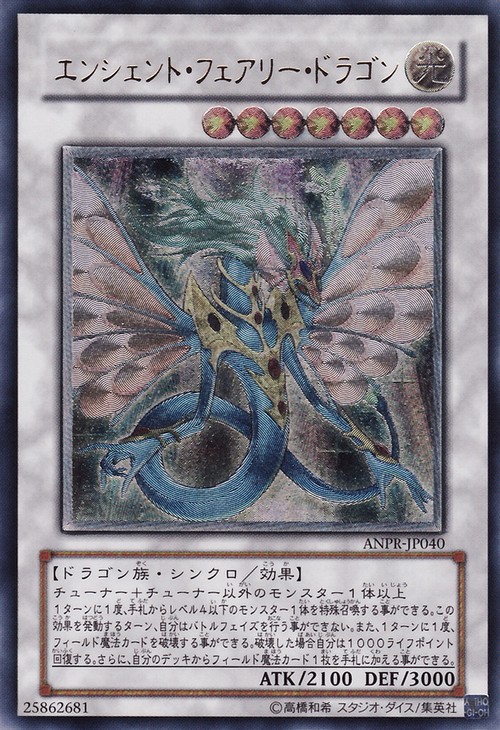 エンシェント・フェアリー・ドラゴン 光
ANPR-JP040
【ドラゴン族・シンクロ/効果】
チューナー+チューナー以外のモンスター1体以上
1ターンに1度、手札からレベル4以下のモンスター1体を特殊召喚する事ができる。この
効果を発動するターン、自分はバトルフェイズを行う事ができない。また、1ターンに1度、
フィールド魔法カードを破壊する事ができる。破壊した場合自分は1000ライフポイント
回復する。さらに、自分のデッキからフィールド魔法カード1枚を手札に加える事ができる。
ATK/2100 DEF/3000
25862681 ©高橋和希 スタジオ・ダイス/集英社